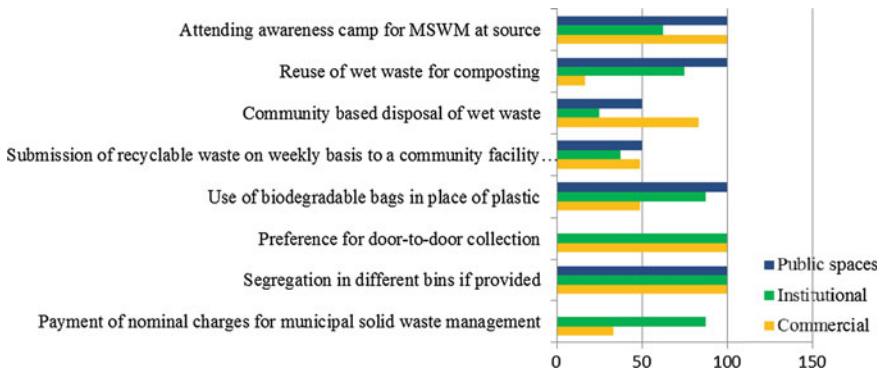 Attending awareness camp for MSWM at source
Reuse of wet waste for composting
Community based disposal of wet waste
Submission of recyclable waste on weekly basis to a community facility…
Use of biodegradable bags in place of plastic
Preference for door-to-door collection
Segregation in different bins if provided
Payment of nominal charges for municipal solid waste management
Public spaces
Institutional
Commercial
0 50 100 150